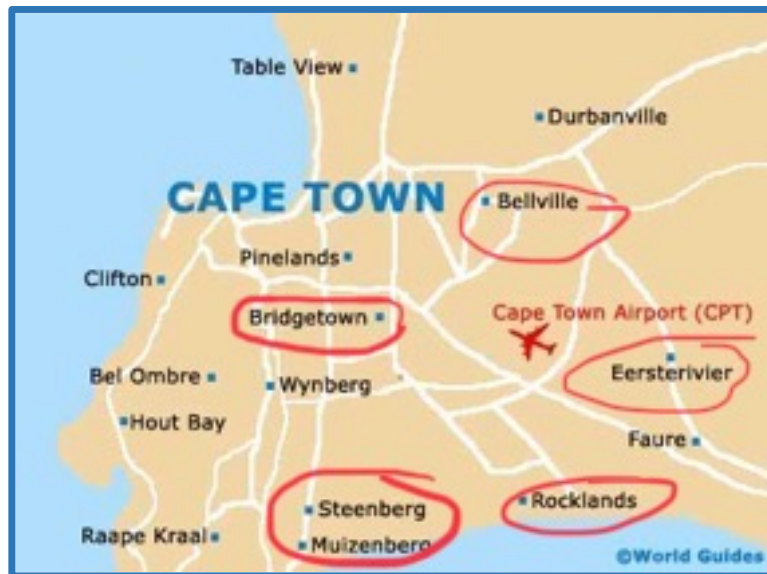 Table View
Durbanville
CAPE TOWN
Bellville
Pinelands
Clifton
Bridgetown
Cape Town Airport (CPT)
Bel Ombre
Wynberg
Eersterivier
Hout Bay
Faure
Steenberg
Rocklands
Raape Kraal
Muizenberg
©World Guides